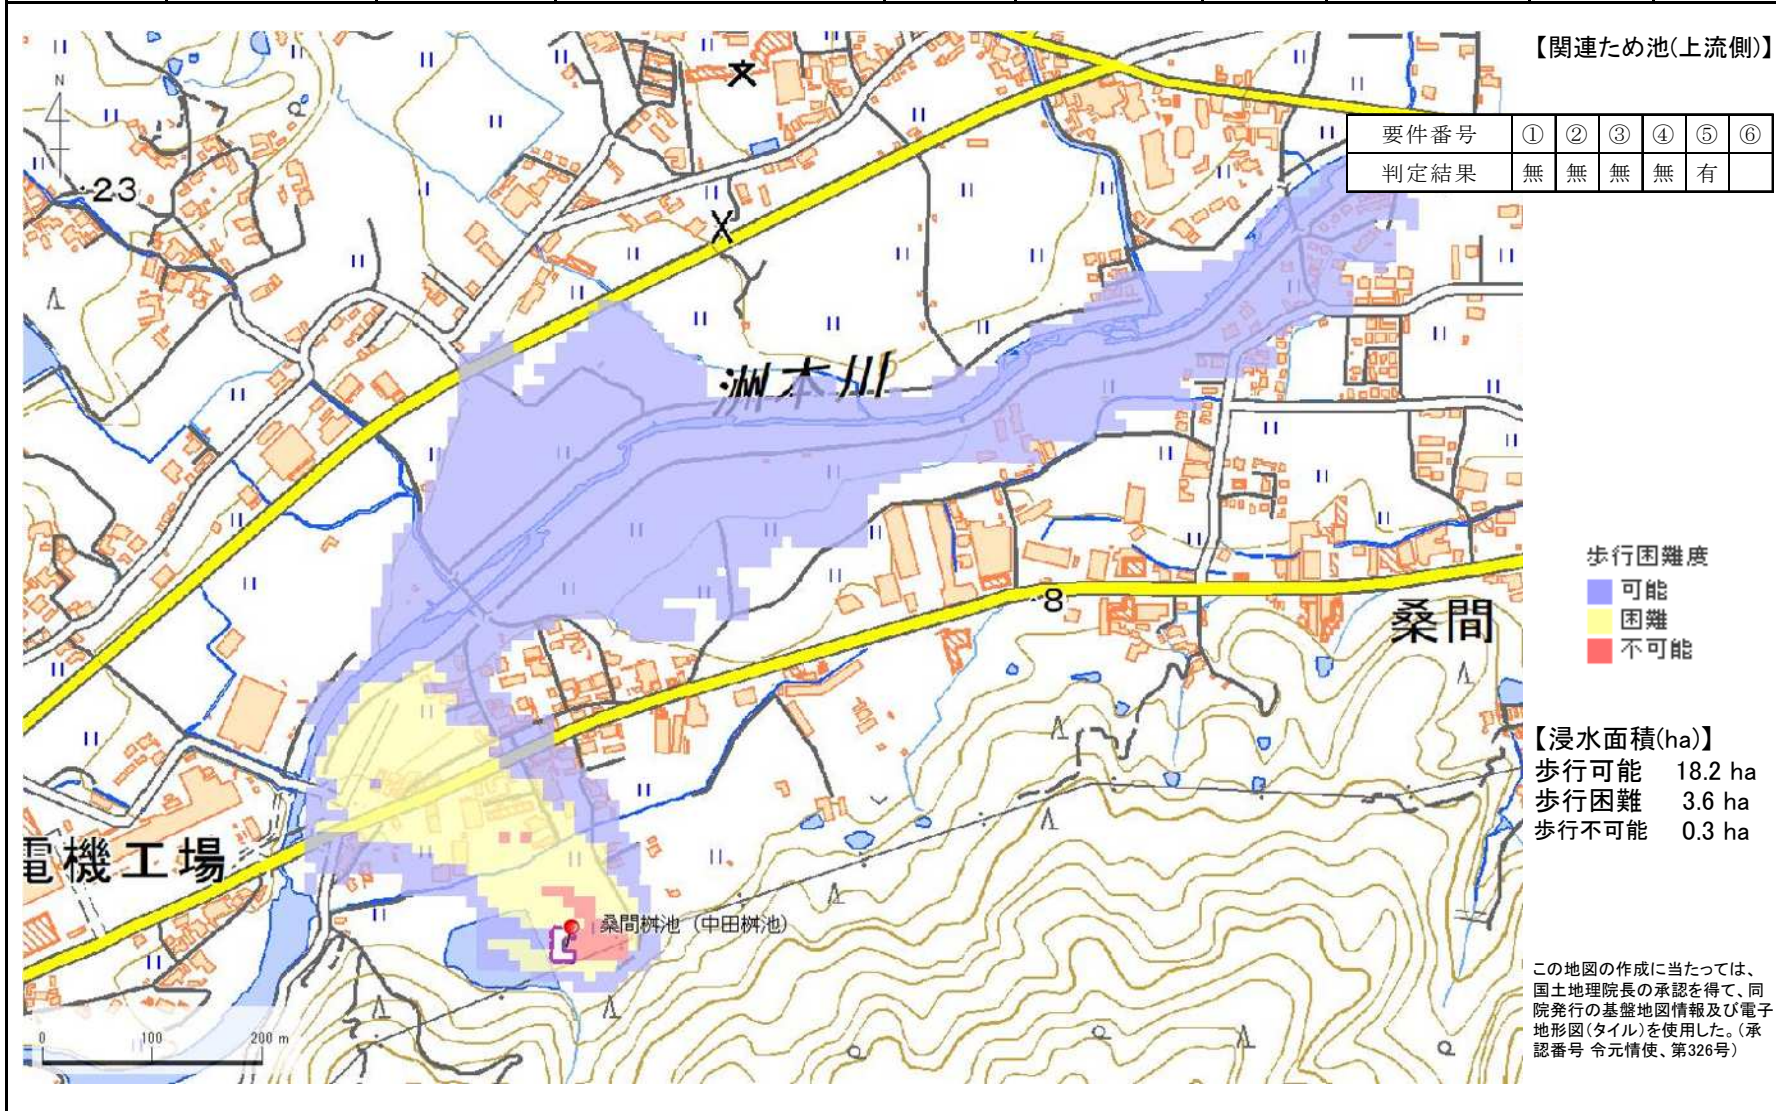 【関連ため池(上流側)】
要件番号 ① ② ③ ④ ⑤ ⑥
判定結果 無 無 無 無 有
N
23
洲本川
8
桑間
歩行困難度
可能
困難
不可能
【浸水面積(ha)】
歩行可能 18.2 ha
歩行困難 3.6 ha
歩行不可能 0.3 ha
電機工場
桑間桝池 (中田桝池)
0 100 200 m
この地図の作成に当たっては、
国土地理院長の承認を得て、同
院発行の基盤地図情報及び電子
地形図(タイル)を使用した。(承
認番号 令元情使、第326号)